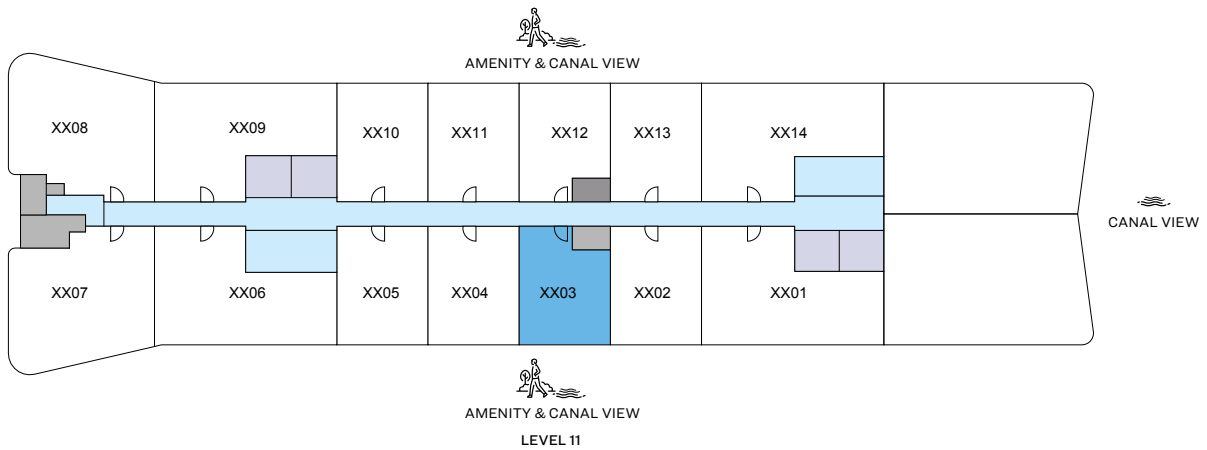 AMENITY & CANAL VIEW
XX08
XX09
XX10
XX11
XX12
XX13
XX14
CANAL VIEW
XX07
XX06
XX05
XX04
XX03
XX02
XX01
AMENITY & CANAL VIEW
LEVEL 11